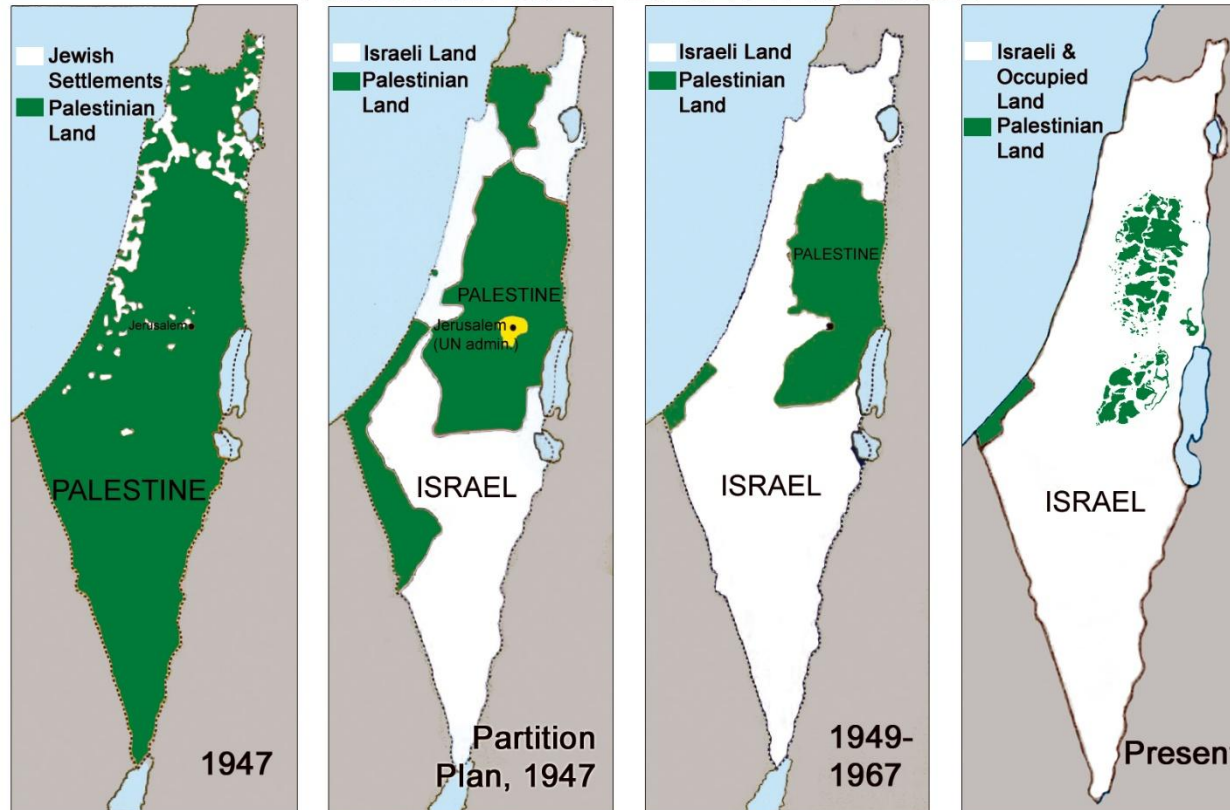 Jewish
Settlements
Palestinian
Land
Jerusalem
PALESTINE
1947
Israeli Land
Palestinian
Land
PALESTINE
Jerusalem
(UN admin.)
ISRAEL
Partition
Plan, 1947
Israeli Land
Palestinian
Land
PALESTINE
ISRAEL
1949-
1967
Israeli &
Occupied
Land
Palestinian
Land
ISRAEL
Presen